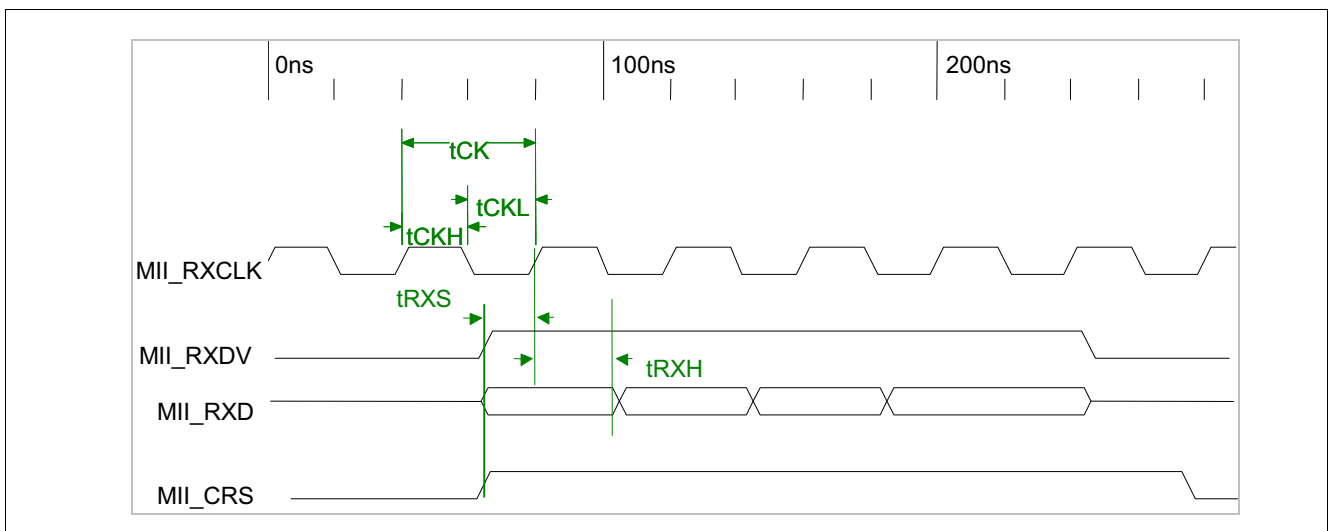 0ns 100ns 200ns
tCK
tCKL
tCKH
MII_RXCLK
tRXS
MII_RXDV
tRXH
MII_RXD
MII_CRS